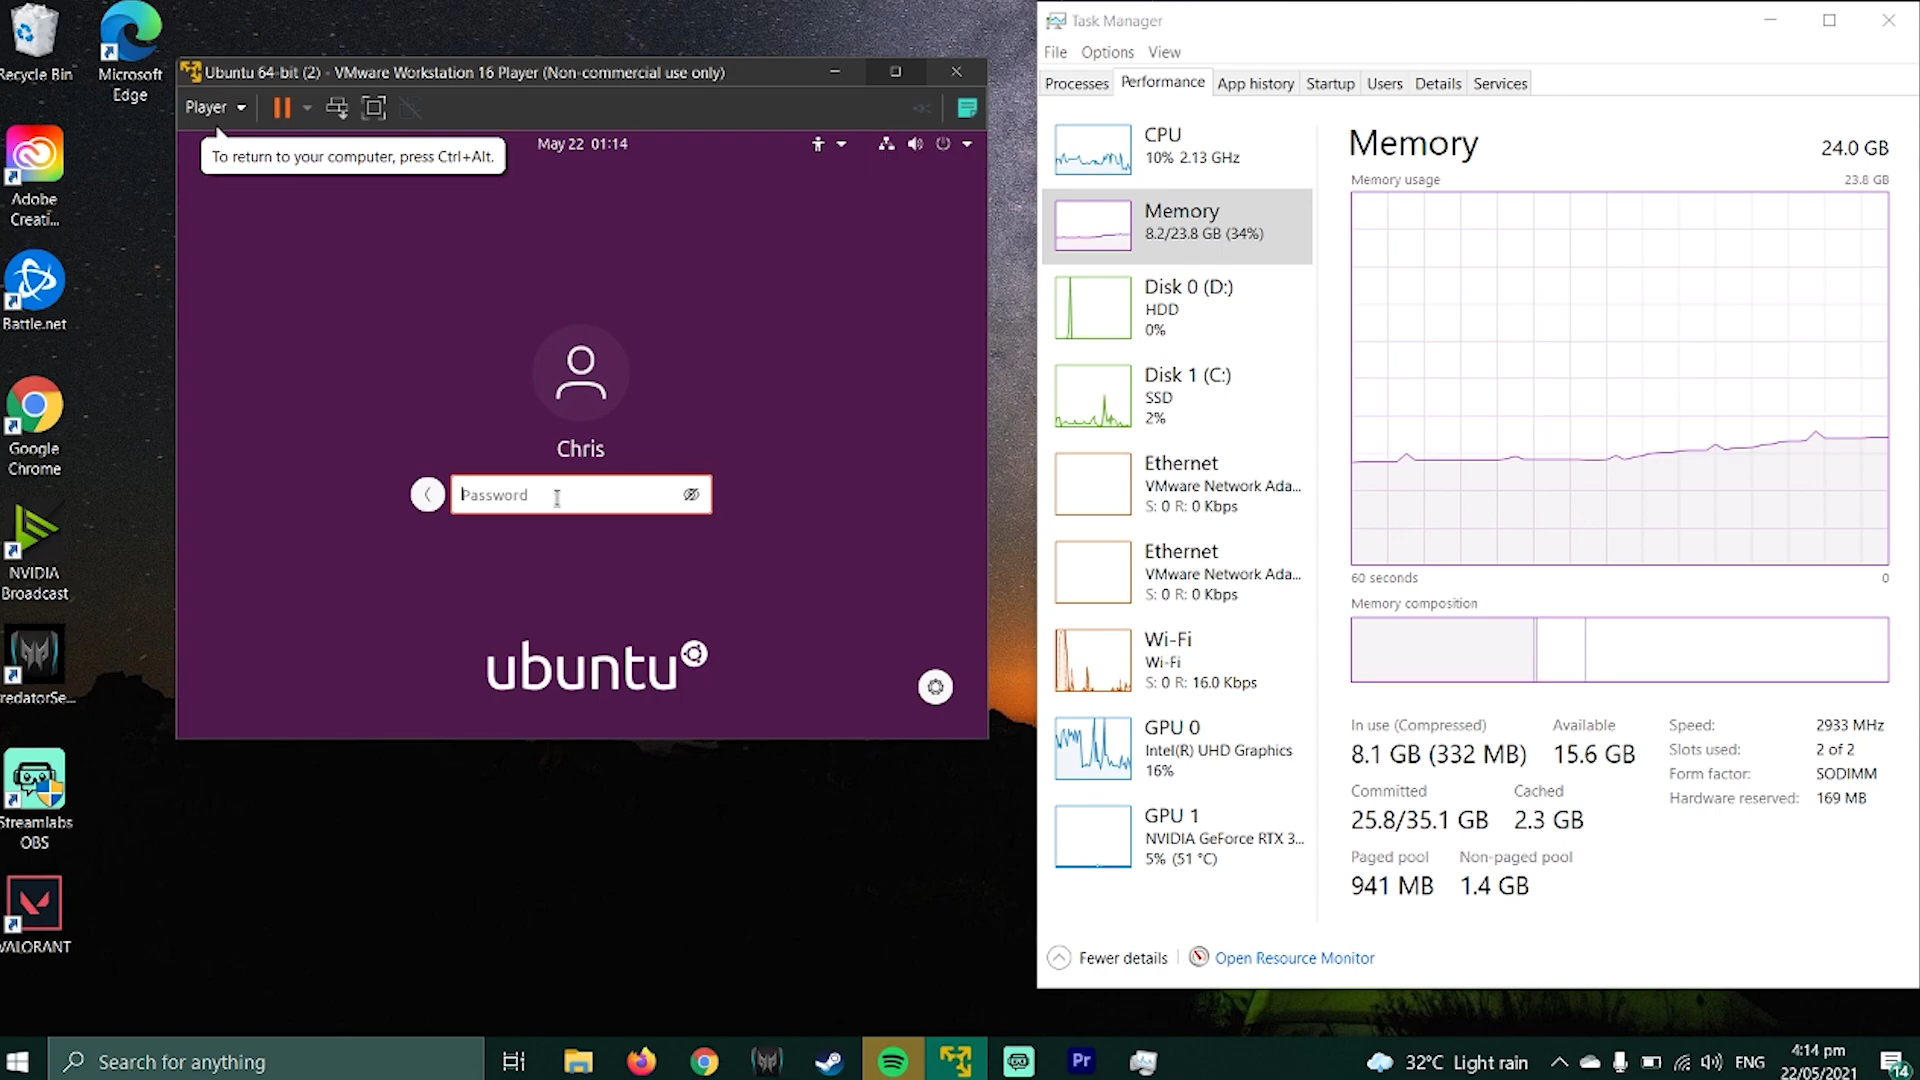 Recycle Bin
Microsoft
Edge
Adobe
Creati...
Battle.net
Google
Chrome
NVIDIA
Broadcast
redatorSe...
Streamlabs
OBS
VALORANT
Ubuntu 64-bit (2) - VMware Workstation 16 Player (Non-commercial use only)
Player
To return to your computer, press Ctrl+Alt.
May 22 01:14
Chris
Password
ubuntu
Task Manager
File Options View
Processes Performance App history Startup Users Details Services
CPU
10% 2.13 GHz
Memory
8.2/23.8 GB (34%)
Disk 0 (D:)
HDD
0%
Disk 1 (C:)
SSD
2%
Ethernet
VMware Network Ada...
S: 0 R: 0 Kbps
Ethernet
VMware Network Ada...
S: 0 R: 0 Kbps
Wi-Fi
Wi-Fi
S: 0 R: 16.0 Kbps
GPU 0
Intel(R) UHD Graphics
16%
GPU 1
NVIDIA GeForce RTX 3...
5% (51 °C)
Memory 24.0 GB
Memory usage 23.8 GB
60 seconds 0
Memory composition
In use (Compressed) Available
8.1 GB (332 MB) 15.6 GB
Committed Cached
25.8/35.1 GB 2.3 GB
Paged pool Non-paged pool
941 MB 1.4 GB
Speed: 2933 MHz
Slots used: 2 of 2
Form factor: SODIMM
Hardware reserved: 169 MB
Fewer details Open Resource Monitor
Search for anything
Pr
32°C Light rain
ENG
4:14 pm
22/05/2021
14